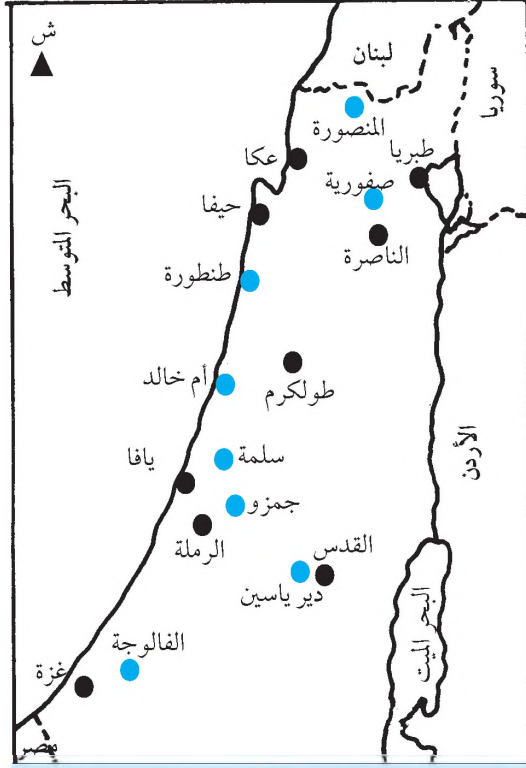 ش
لبنان
سوريا
المنصورة
عكا
طبريا
صفورية
حيفا
الناصرة
البحر المتوسط
طنطورة
أم خالد
طولكرم
الأردن
يافا
سلمة
جمزو
الرملة
القدس
دير ياسين
البحر الميت
الفالوجة
غزة
مصر